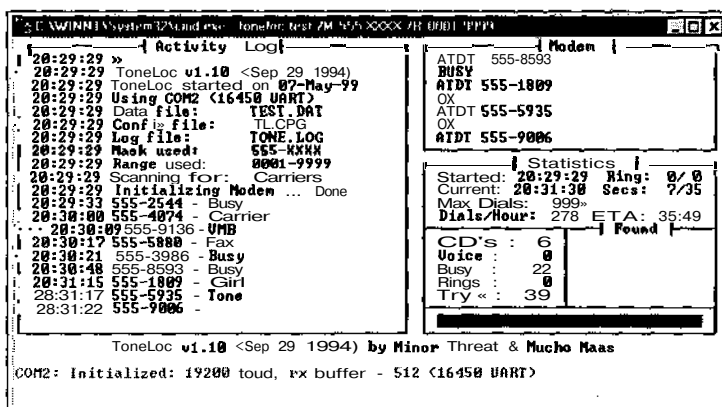 C:\WINNT\System32\cmd.exe - toneloc test /M:555-XXXX /R:0001-9999
Activity Log
20:29:29 »
20:29:29 ToneLoc v1.10 <Sep 29 1994)
20:29:29 ToneLoc started on 07-May-99
20:29:29 Using COM2 (16450 UART)
20:29:29 Data file: TEST.DAT
20:29:29 Confi» file: TL.CPG
20:29:29 Log file: TONE.LOG
20:29:29 Mask used: 555-XXXX
20:29:29 Range used: 0001-9999
20:29:29 Scanning for: Carriers
20:29:29 Initializing Modem ... Done
20:29:33 555-2544 - Busy
20:30:00 555-4074 - Carrier
20:30:09 555-9136 - VMB
20:30:17 555-5880 - Fax
20:30:21 555-3986 - Busy
20:30:48 555-8593 - Busy
20:31:15 555-1809 - Girl
28:31:17 555-5935 - Tone
28:31:22 555-9006 -
Modem
ATDT 555-8593
BUSY
ATDT 555-1809
OX
ATDT 555-5935
OX
ATDT 555-9006
Statistics
Started: 20:29:29 Ring: 0/ 0
Current: 20:31:30 Secs: 7/35
Max Dials: 999»
Dials/Hour: 278 ETA: 35:49
Found
CD's : 6
Voice : 0
Busy : 22
Rings : 0
Try « : 39
ToneLoc v1.10 <Sep 29 1994) by Minor Threat & Mucho Maas
COM2: Initialized: 19200 toud, rx buffer - 512 (16450 UART)